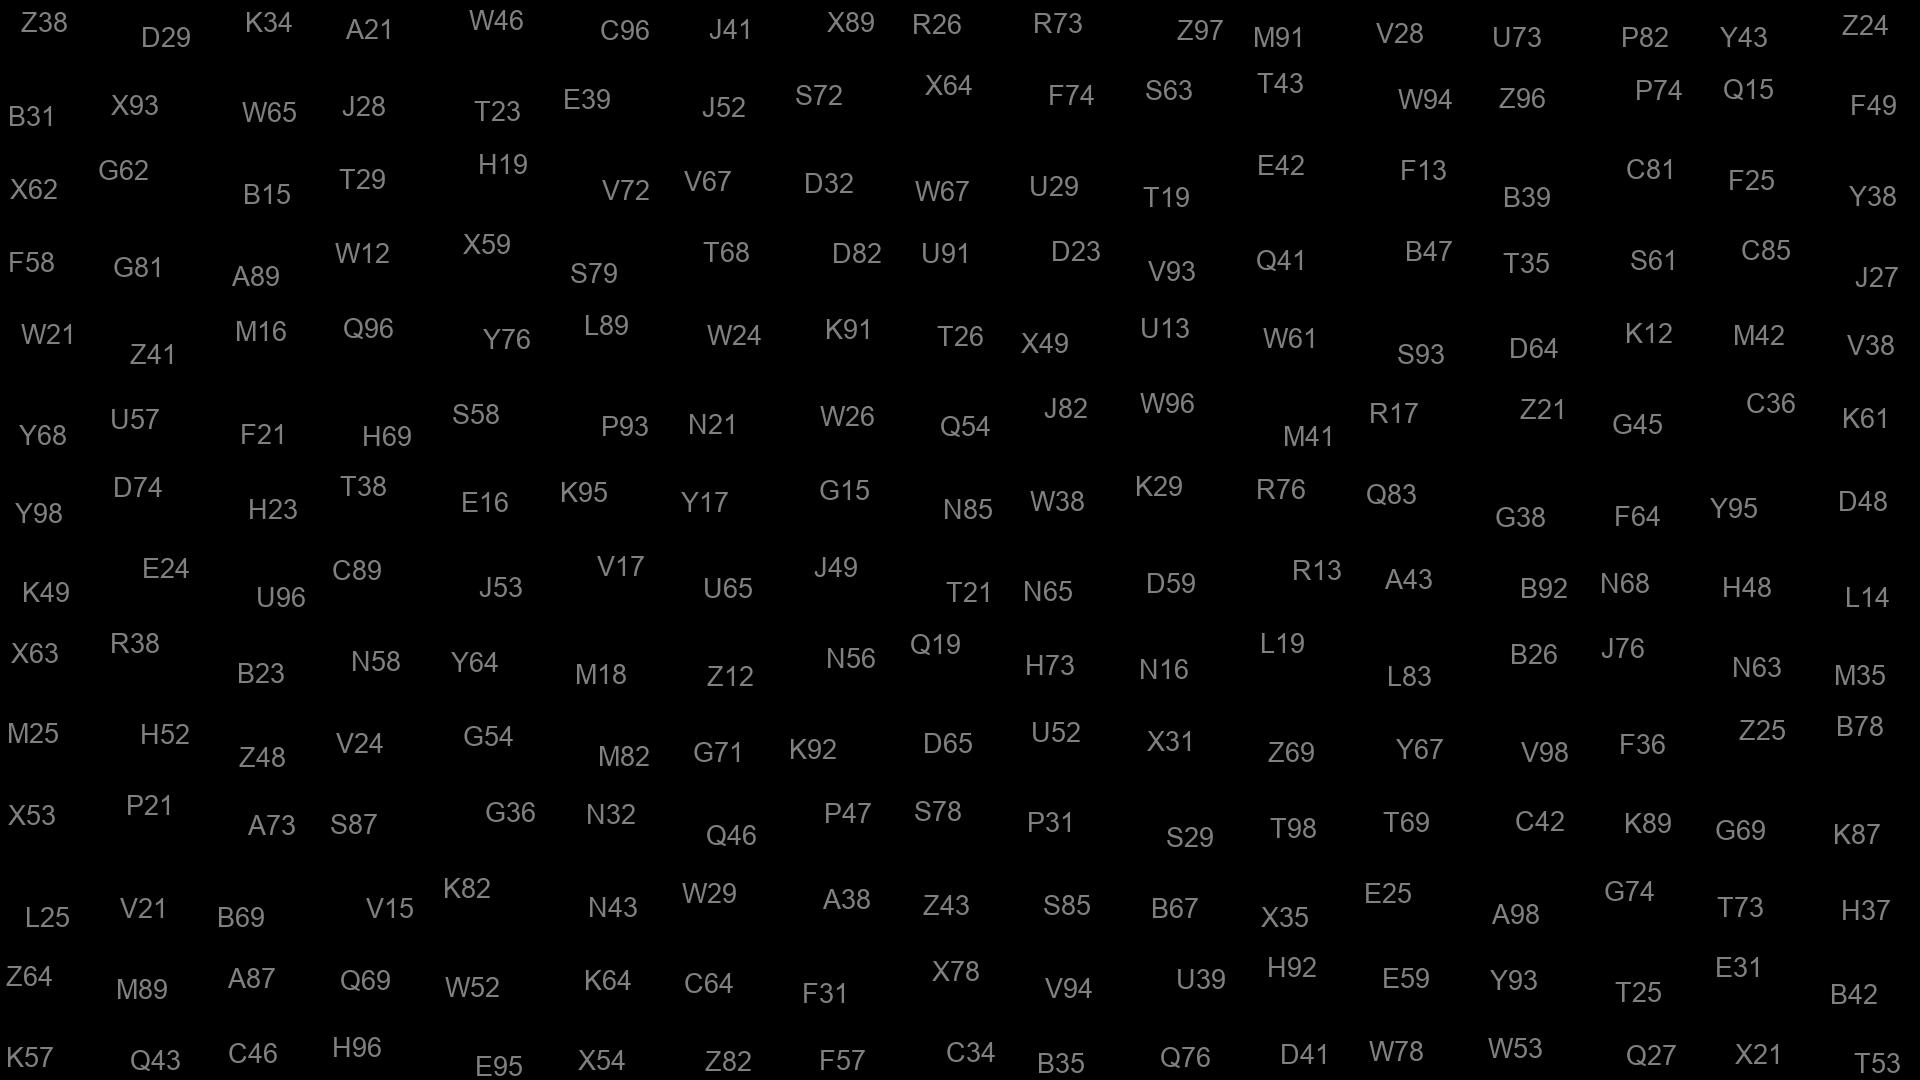 Z38 D29 K34 A21 W46 C96 J41 X89 R26 R73 Z97 M91 V28 U73 P82 Y43 Z24
B31 X93 W65 J28 T23 E39 J52 S72 X64 F74 S63 T43 W94 Z96 P74 Q15 F49
X62 G62 B15 T29 H19 V72 V67 D32 W67 U29 T19 E42 F13 B39 C81 F25 Y38
F58 G81 A89 W12 X59 S79 T68 D82 U91 D23 V93 Q41 B47 T35 S61 C85 J27
W21 Z41 M16 Q96 Y76 L89 W24 K91 T26 X49 U13 W61 S93 D64 K12 M42 V38
Y68 U57 F21 H69 S58 P93 N21 W26 Q54 J82 W96 M41 R17 Z21 G45 C36 K61
Y98 D74 H23 T38 E16 K95 Y17 G15 N85 W38 K29 R76 Q83 G38 F64 Y95 D48
K49 E24 U96 C89 J53 V17 U65 J49 T21 N65 D59 R13 A43 B92 N68 H48 L14
X63 R38 B23 N58 Y64 M18 Z12 N56 Q19 H73 N16 L19 L83 B26 J76 N63 M35
M25 H52 Z48 V24 G54 M82 G71 K92 D65 U52 X31 Z69 Y67 V98 F36 Z25 B78
X53 P21 A73 S87 G36 N32 Q46 P47 S78 P31 S29 T98 T69 C42 K89 G69 K87
L25 V21 B69 V15 K82 N43 W29 A38 Z43 S85 B67 X35 E25 A98 G74 T73 H37
Z64 M89 A87 Q69 W52 K64 C64 F31 X78 V94 U39 H92 E59 Y93 T25 E31 B42
K57 Q43 C46 H96 E95 X54 Z82 F57 C34 B35 Q76 D41 W78 W53 Q27 X21 T53